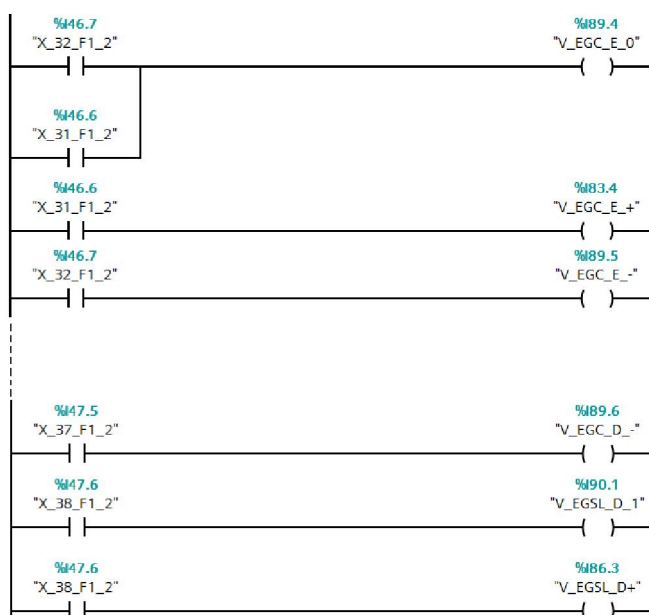 %I46.7 %I89.4
"X_32_F1_2" "V_EGC_E_0"
%I46.6
"X_31_F1_2"
%I46.6 %I83.4
"X_31_F1_2" "V_EGC_E_+"
%I46.7 %I89.5
"X_32_F1_2" "V_EGC_E_-"
%I47.5 %I89.6
"X_37_F1_2" "V_EGC_D_-"
%I47.6 %I90.1
"X_38_F1_2" "V_EGSL_D_1"
%I47.6 %I86.3
"X_38_F1_2" "V_EGSL_D+"